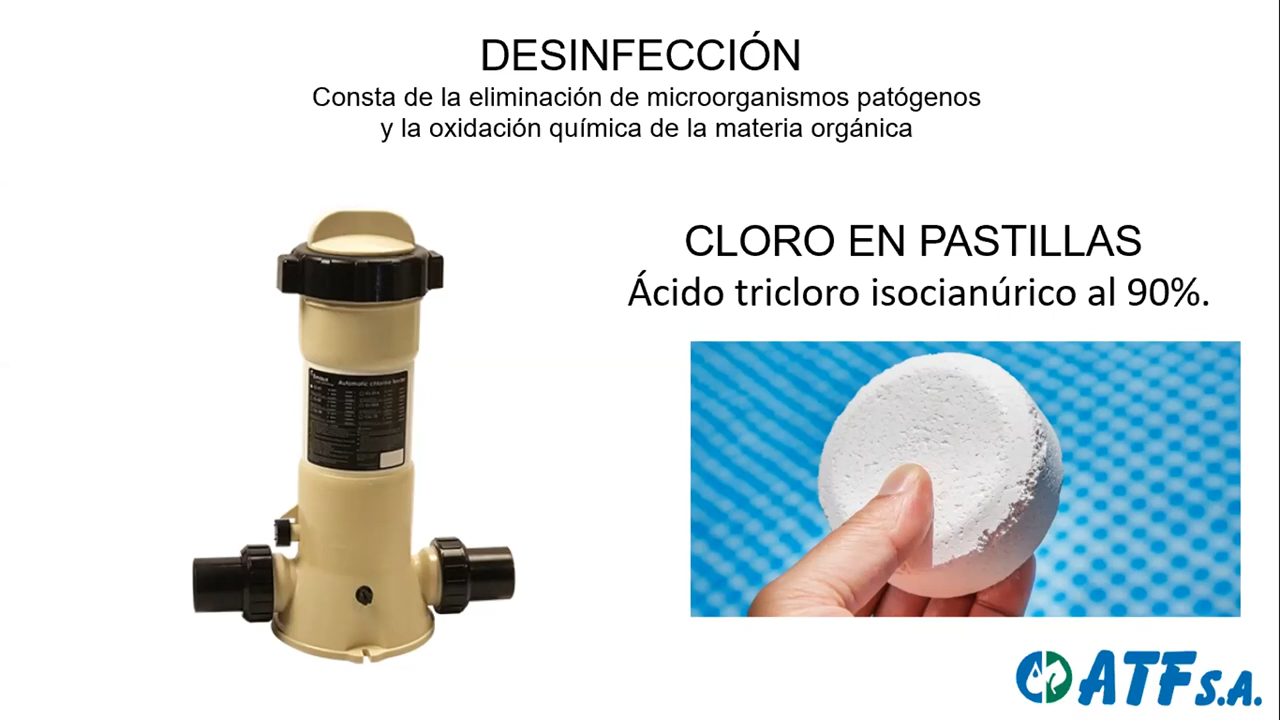 DESINFECCIÓN
Consta de la eliminación de microorganismos patógenos
y la oxidación química de la materia orgánica
CLORO EN PASTILLAS
Ácido tricloro isocianúrico al 90%.
Automatic chlorine feeder
ATF S.A.